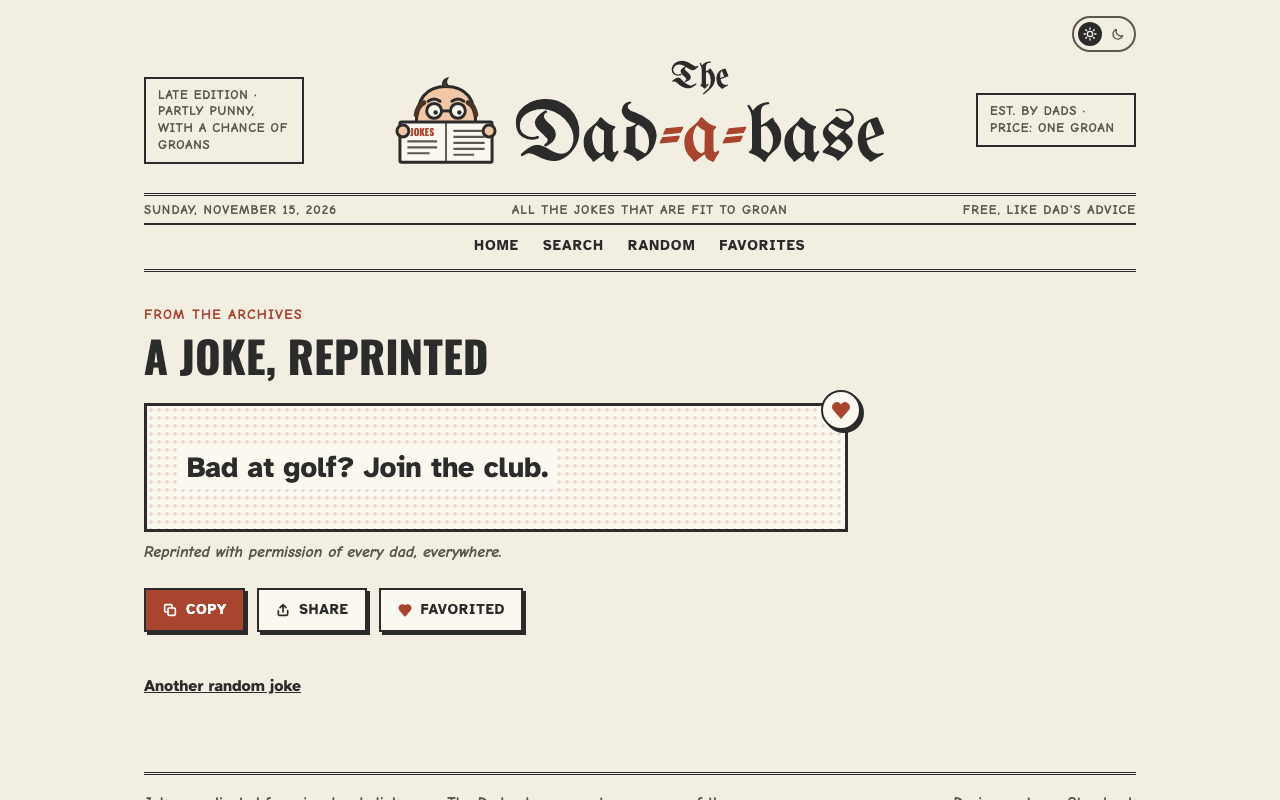 LATE EDITION ·
PARTLY PUNNY,
WITH A CHANCE OF
GROANS
JOKES
The
Dad=a=base
EST. BY DADS ·
PRICE: ONE GROAN
SUNDAY, NOVEMBER 15, 2026
ALL THE JOKES THAT ARE FIT TO GROAN
FREE, LIKE DAD'S ADVICE
HOME SEARCH RANDOM FAVORITES
FROM THE ARCHIVES
A JOKE, REPRINTED
Bad at golf? Join the club.
Reprinted with permission of every dad, everywhere.
COPY
SHARE
FAVORITED
Another random joke